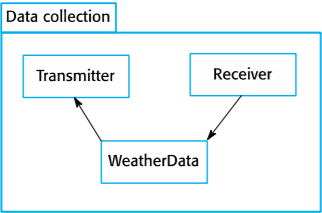 Data collection
Transmitter
Receiver
WeatherData